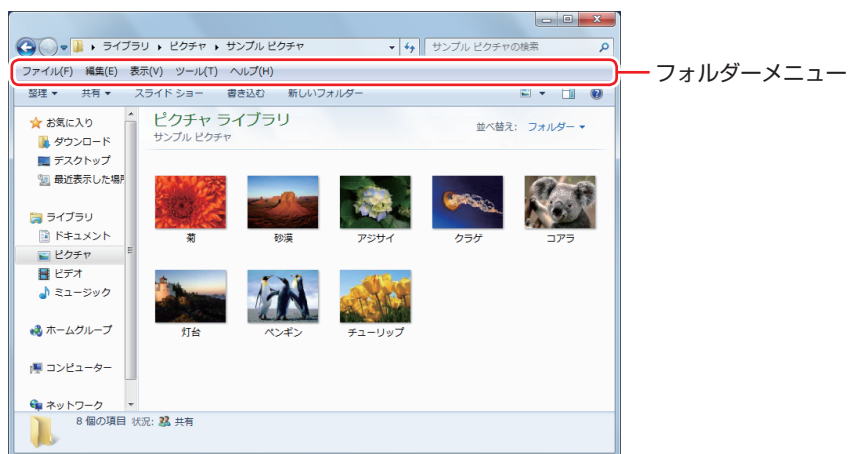 ライブラリ ▸ ピクチャ ▸ サンプル ピクチャ
サンプル ピクチャの検索
ファイル(F) 編集(E) 表示(V) ツール(T) ヘルプ(H)
フォルダーメニュー
整理 ▼ 共有 ▼ スライド ショー 書き込む 新しいフォルダー
お気に入り
ダウンロード
デスクトップ
最近表示した場所
ライブラリ
ドキュメント
ピクチャ
ビデオ
ミュージック
ホームグループ
コンピューター
ネットワーク
ピクチャ ライブラリ
サンプル ピクチャ
並べ替え: フォルダー ▼
菊 砂漠 アジサイ クラゲ コアラ
灯台 ペンギン チューリップ
8 個の項目 状況: 共有